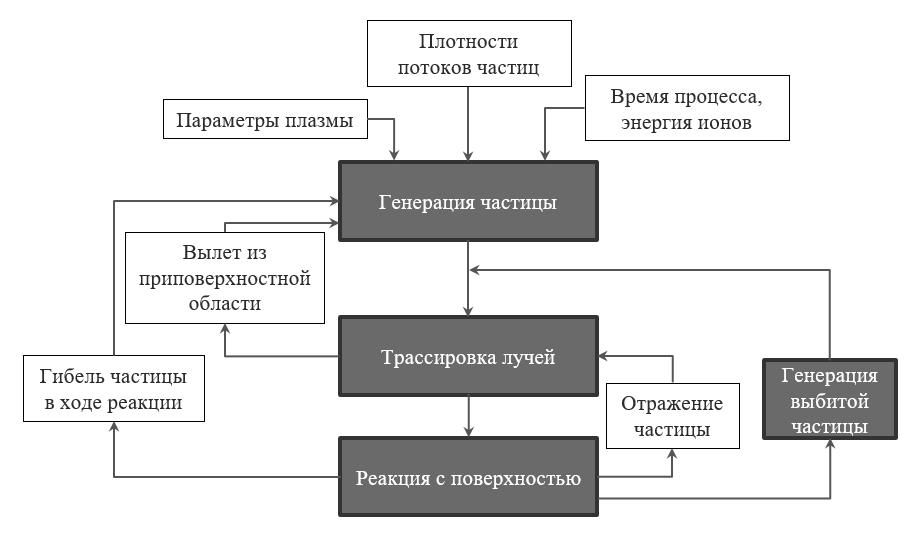 Плотности
потоков частиц
Время процесса,
энергия ионов
Параметры плазмы
Генерация частицы
Вылет из
приповерхностной
области
Трассировка лучей
Гибель частицы
в ходе реакции
Отражение
частицы
Генерация
выбитой
частицы
Реакция с поверхностью